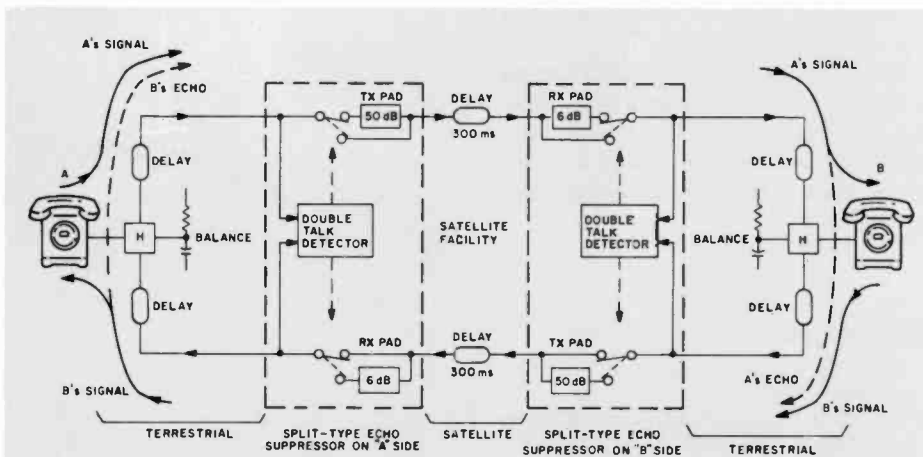 A's SIGNAL
B's ECHO
A's SIGNAL
TX PAD
50 dB
DELAY
300 ms
RX PAD
6 dB
DELAY
DELAY
A
B
H
BALANCE
DOUBLE
TALK
DETECTOR
SATELLITE
FACILITY
DOUBLE
TALK
DETECTOR
BALANCE
H
DELAY
DELAY
RX PAD
6 dB
DELAY
300 ms
TX PAD
50 dB
B's SIGNAL
A's ECHO
B's SIGNAL
TERRESTRIAL
SPLIT-TYPE ECHO
SUPPRESSOR ON "A" SIDE
SATELLITE
SPLIT-TYPE ECHO
SUPPRESSOR ON "B" SIDE
TERRESTRIAL